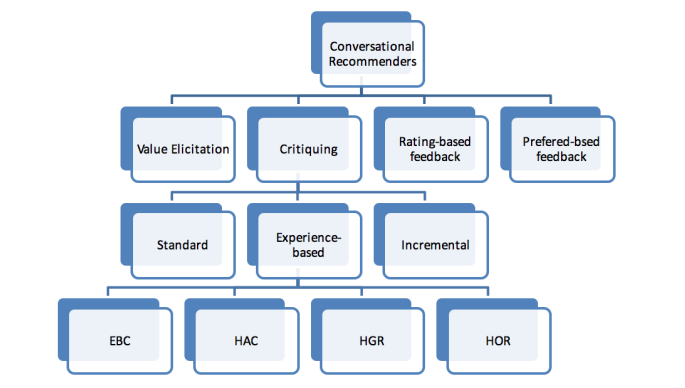 Conversational
Recommenders
Value Elicitation
Critiquing
Rating-based
feedback
Prefered-bsed
feedback
Standard
Experience-
based
Incremental
EBC
HAC
HGR
HOR